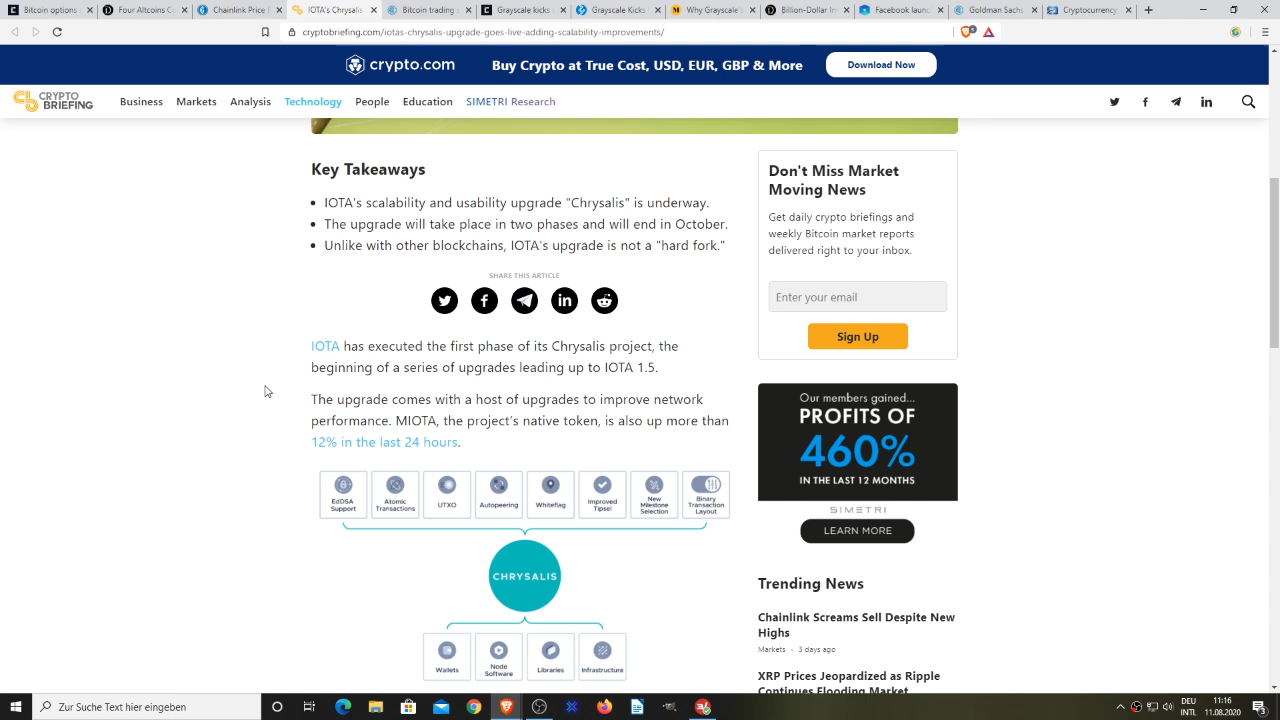 Bitcoin options
Four Altcoins C
Chainlink Price
IOTA's Chrysalis
Record Futures
Grayscale Invest
Grayscale Kicks
Why Grayscale
Bitcoin Number
Goldman Sachs
Cryptocurrency
cryptobriefing.com/iotas-chrysalis-upgrade-goes-live-adding-scalability-improvements/
crypto.com
Buy Crypto at True Cost, USD, EUR, GBP & More
Download Now
CRYPTO
BRIEFING
Business Markets Analysis Technology People Education SIMETRI Research
Key Takeaways
IOTA's scalability and usability upgrade "Chrysalis" is underway.
The upgrade will take place in two phases and will end in October.
Unlike with other blockchains, IOTA's upgrade is not a "hard fork."
SHARE THIS ARTICLE
IOTA has executed the first phase of its Chrysalis project, the
beginning of a series of upgrades leading up to IOTA 1.5.
The upgrade comes with a host of upgrades to improve network
performance. MIOTA, the project's native token, is also up more than
12% in the last 24 hours.
EdDSA
Support
Atomic
Transactions
UTXO
Autopeering
Whiteflag
Improved
Tipsel
New
Milestone
Selection
Binary
Transaction
Layout
CHRYSALIS
Wallets
Node
Software
Libraries
Infrastructure
Don't Miss Market
Moving News
Get daily crypto briefings and
weekly Bitcoin market reports
delivered right to your inbox.
Enter your email
Sign Up
Our members gained...
PROFITS OF
460%
IN THE LAST 12 MONTHS
SIMETRI
LEARN MORE
Trending News
Chainlink Screams Sell Despite New
Highs
Markets - 3 days ago
XRP Prices Jeopardized as Ripple
Continues Flooding Market
Zur Suche Text hier eingeben
DEU
INTL
11:16
11.08.2020